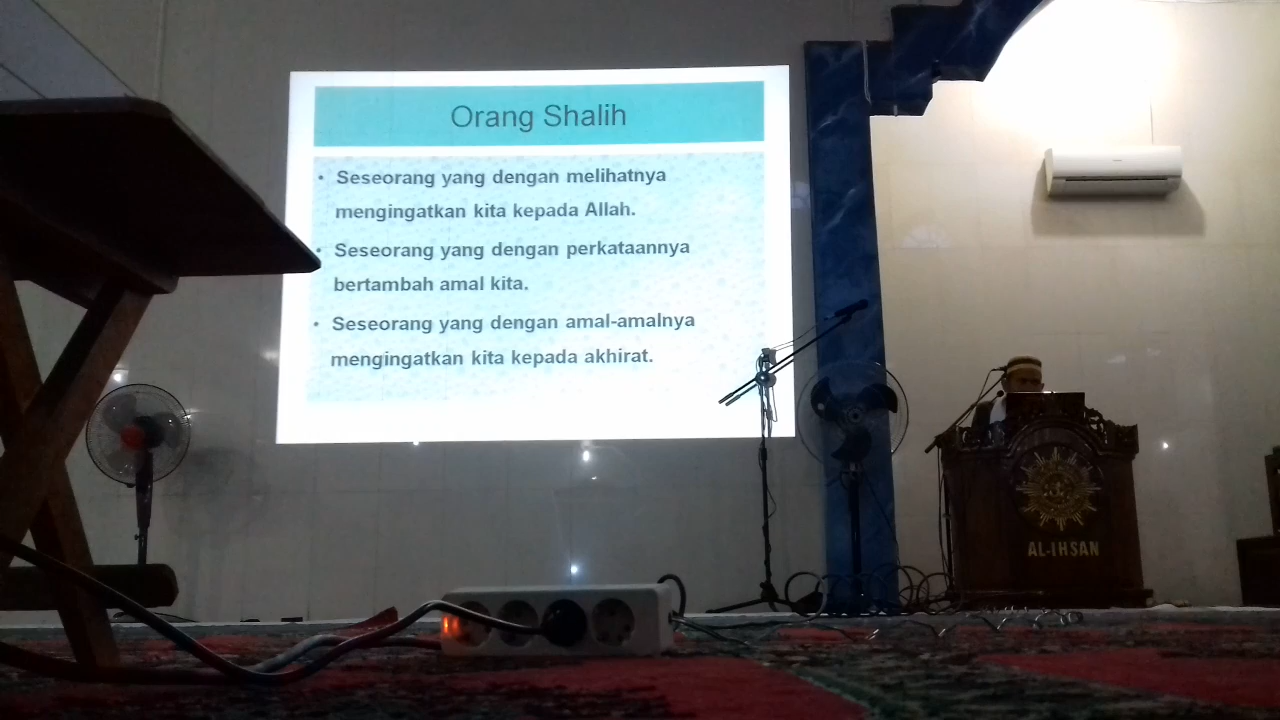 Orang Shalih
• Seseorang yang dengan melihatnya
mengingatkan kita kepada Allah.
• Seseorang yang dengan perkataannya
bertambah amal kita.
• Seseorang yang dengan amal-amalnya
mengingatkan kita kepada akhirat.
AL-IHSAN